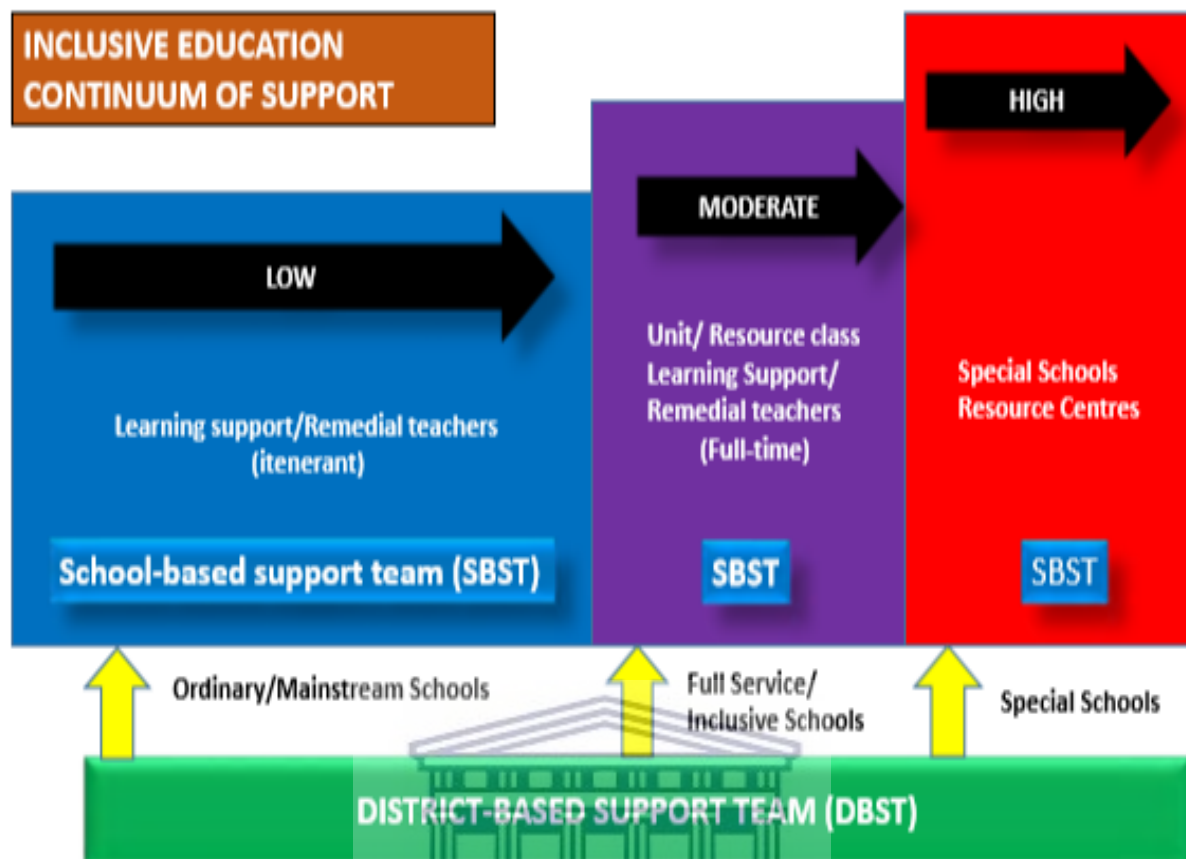 INCLUSIVE EDUCATION
CONTINUUM OF SUPPORT
HIGH
MODERATE
LOW
Unit/ Resource class
Learning Support/
Remedial teachers
(Full-time)
Special Schools
Resource Centres
Learning support/Remedial teachers
(itenerant)
School-based support team (SBST)
SBST
SBST
Ordinary/Mainstream Schools
Full Service/
Inclusive Schools
Special Schools
DISTRICT-BASED SUPPORT TEAM (DBST)